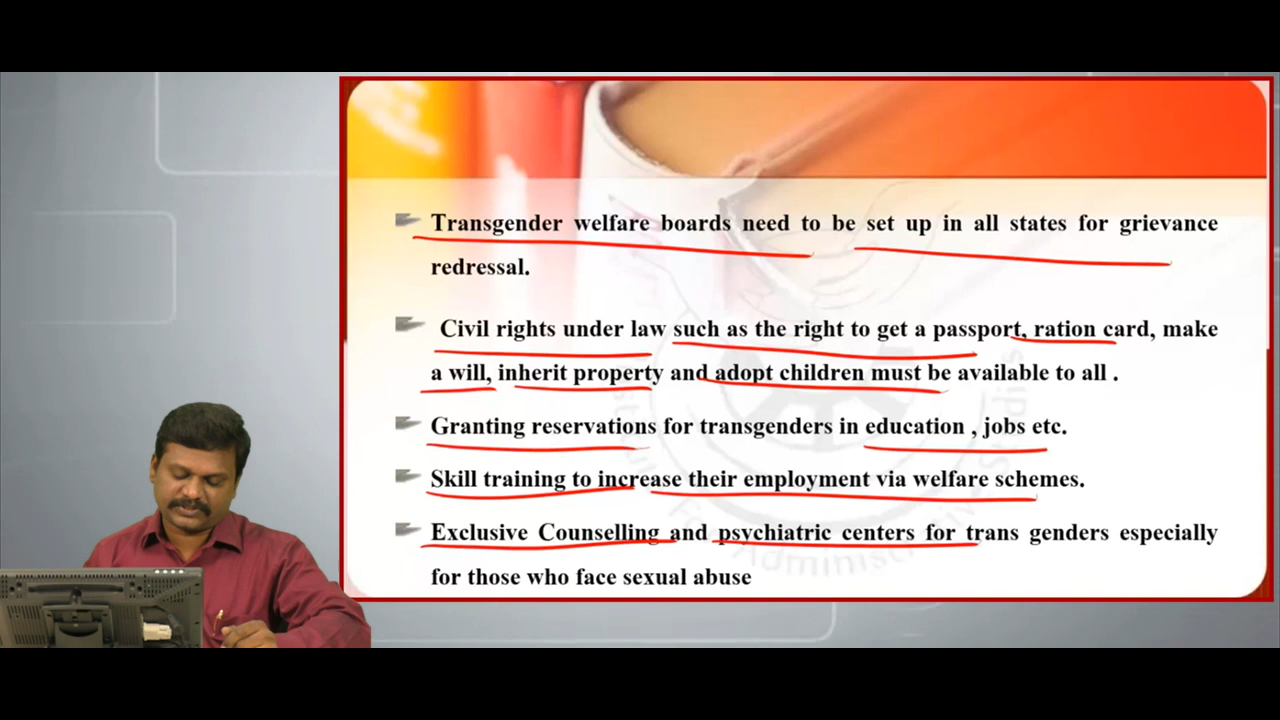 Transgender welfare boards need to be set up in all states for grievance
redressal.
Civil rights under law such as the right to get a passport, ration card, make
a will, inherit property and adopt children must be available to all .
Granting reservations for transgenders in education , jobs etc.
Skill training to increase their employment via welfare schemes.
Exclusive Counselling and psychiatric centers for trans genders especially
for those who face sexual abuse